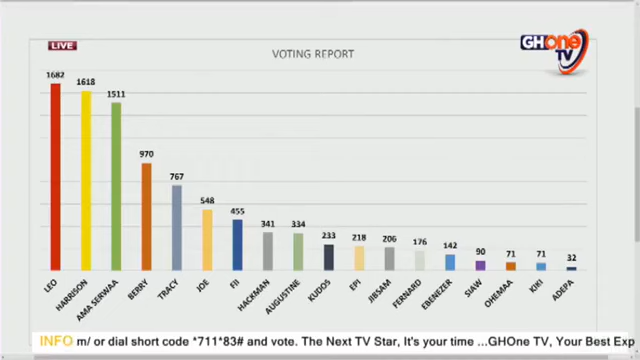 LIVE
GHOne TV
VOTING REPORT
1682
1618
1511
970
767
548
455
341
334
233
218
206
176
142
90
71
71
32
LEO
HARRISON
AMA SERWAA
BERRY
TRACY
JOE
FII
HACKMAN
AUGUSTINE
KUDOS
EPI
JIBSAM
FERNARD
EBENEZER
SIAW
OHEMAA
KIKI
ADEPA
INFO m/ or dial short code *711*83# and vote. The Next TV Star, It's your time ...GHOne TV, Your Best Exp